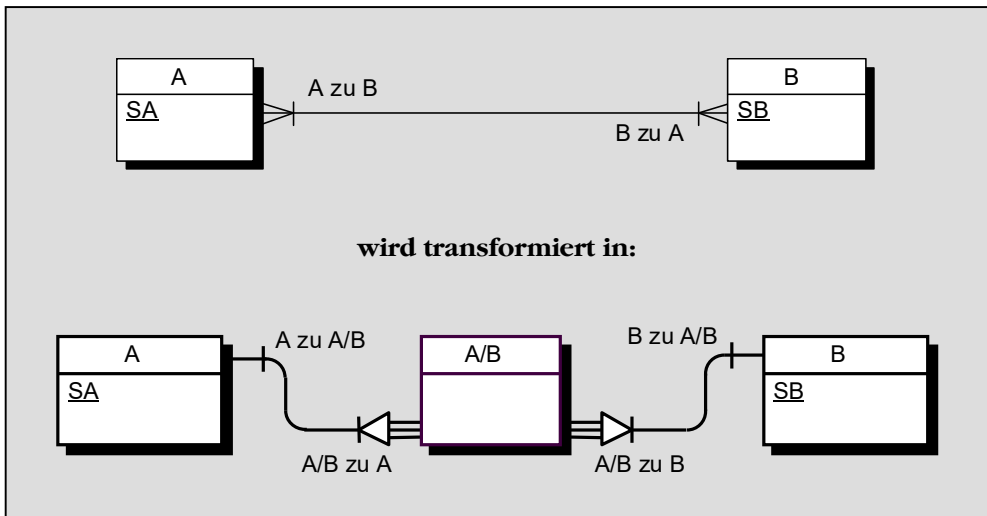 A
SA
A zu B
B zu A
B
SB
wird transformiert in:
A
SA
A zu A/B
A/B zu A
A/B
B zu A/B
A/B zu B
B
SB